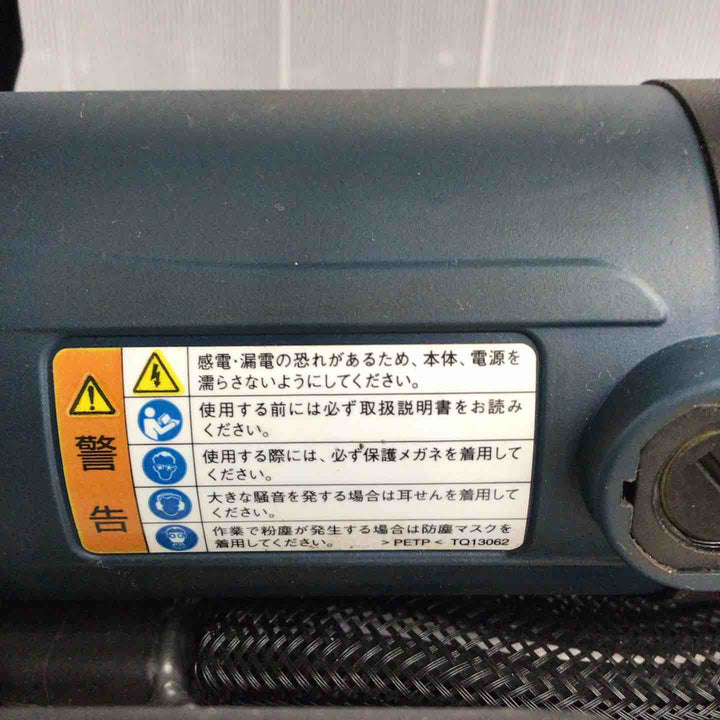 警告
感電・漏電の恐れがあるため、本体、電源を
濡らさないようにしてください。
使用する前には必ず取扱説明書をお読み
ください。
使用する際には、必ず保護メガネを着用して
ください。
大きな騒音を発する場合は耳せんを着用して
ください。
作業で粉塵が発生する場合は防塵マスクを
着用してください。 >PETP< TQ13062